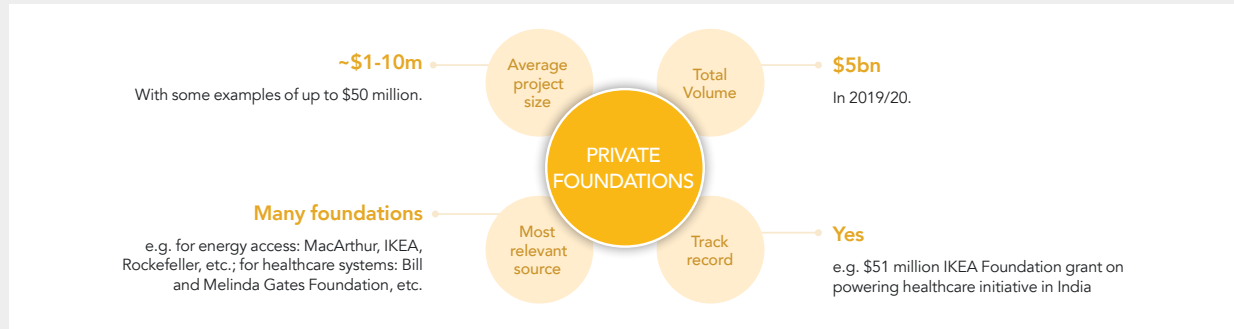 ~$1-10m
With some examples of up to $50 million.
Average
project
size
Total
Volume
$5bn
In 2019/20.
PRIVATE
FOUNDATIONS
Many foundations
e.g. for energy access: MacArthur, IKEA,
Rockefeller, etc.; for healthcare systems: Bill
and Melinda Gates Foundation, etc.
Most
relevant
source
Track
record
Yes
e.g. $51 million IKEA Foundation grant on
powering healthcare initiative in India